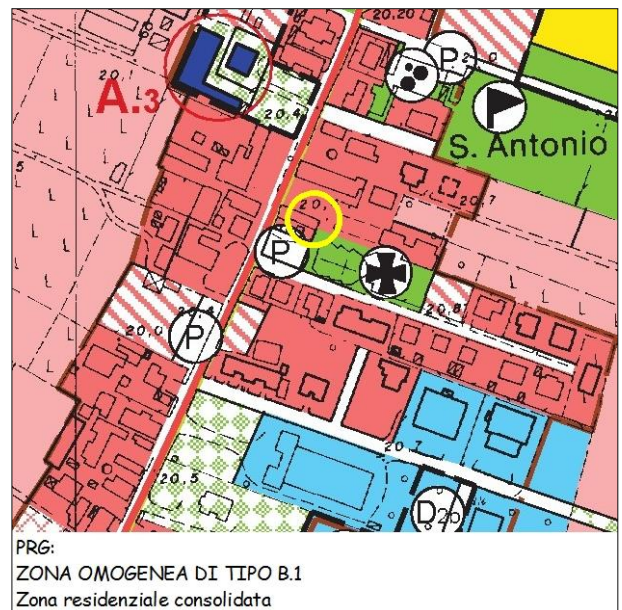 20.20
P
A.3
20.4
S. Antonio
20.7
20.
P
20.8
P
20.0
20.7
20.5
D2b
PRG:
ZONA OMOGENEA DI TIPO B.1
Zona residenziale consolidata